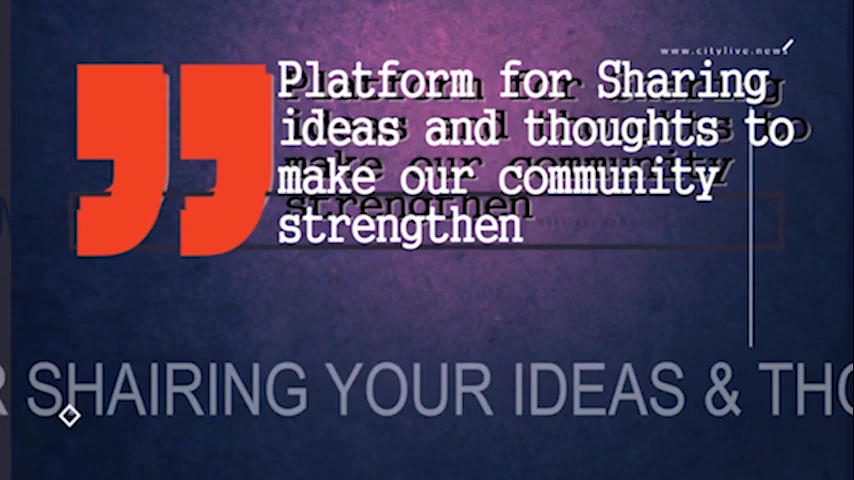 www.citylive.news
Platform for Sharing
ideas and thoughts to
make our community
strengthen
R SHAIRING YOUR IDEAS & THO